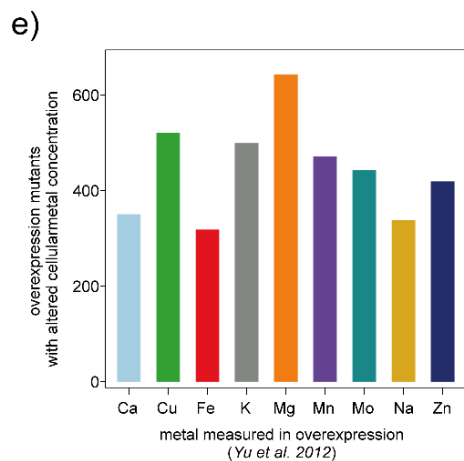 e)
overexpression mutants
with altered cellularmetal concentration
600
400
200
0
Ca Cu Fe K Mg Mn Mo Na Zn
metal measured in overexpression
(Yu et al. 2012)